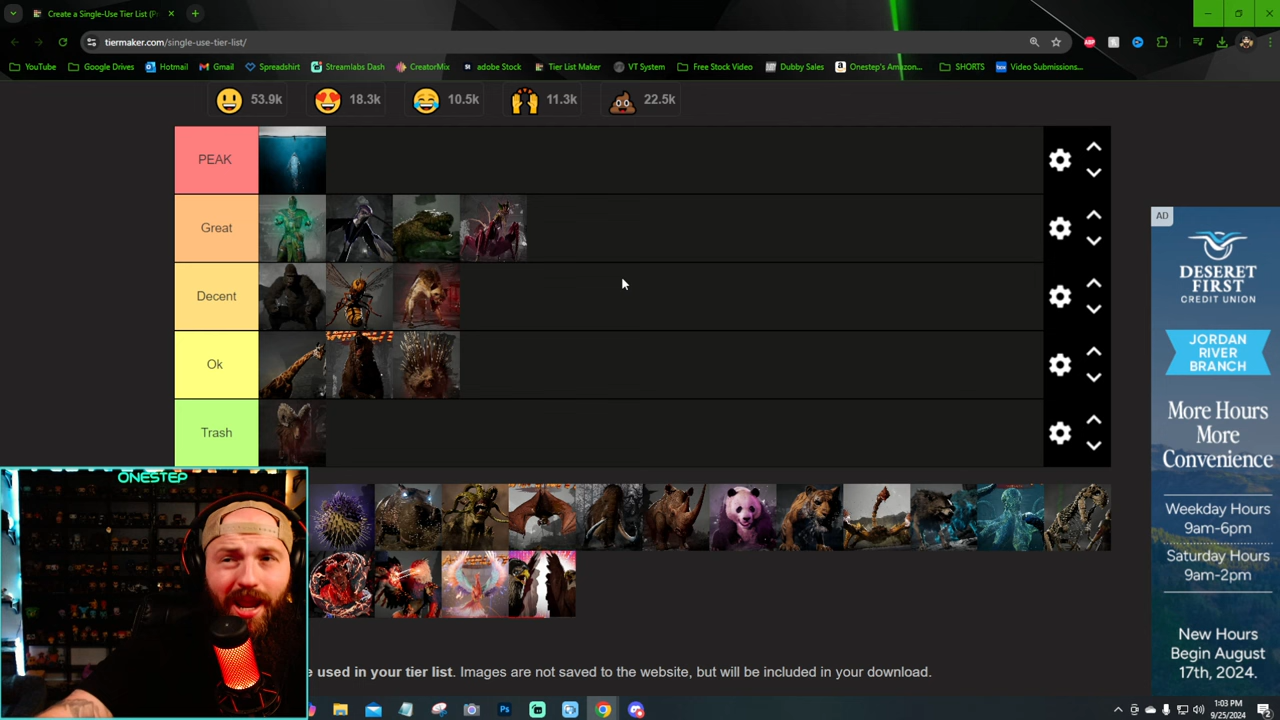 Create a Single-Use Tier List (P
tiermaker.com/single-use-tier-list/
YouTube
Google Drives
Hotmail
Gmail
Spreadshirt
Streamlabs Dash
CreatorMix
adobe Stock
Tier List Maker
VT System
Free Stock Video
Dubby Sales
Onestep's Amazon...
SHORTS
Video Submissions...
53.9k
18.3k
10.5k
11.3k
22.5k
PEAK
Great
Decent
Ok
Trash
AD
DESERET
FIRST
CREDIT UNION
JORDAN
RIVER
BRANCH
More Hours
More
Convenience
Weekday Hours
9am-6pm
Saturday Hours
9am-2pm
New Hours
Begin August
17th, 2024.
ONESTEP
e used in your tier list. Images are not saved to the website, but will be included in your download.
1:03 PM
9/25/2024